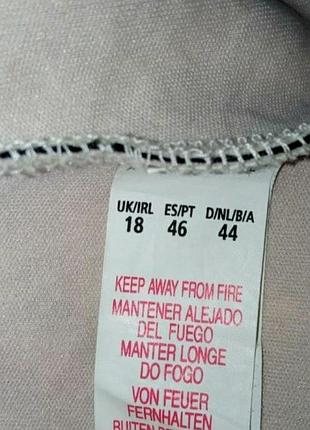 UK/IRL ES/PT D/NL/B/A
18 46 44
KEEP AWAY FROM FIRE
MANTENER ALEJADO
DEL FUEGO
MANTER LONGE
DO FOGO
VON FEUER
FERNHALTEN
BUITEN